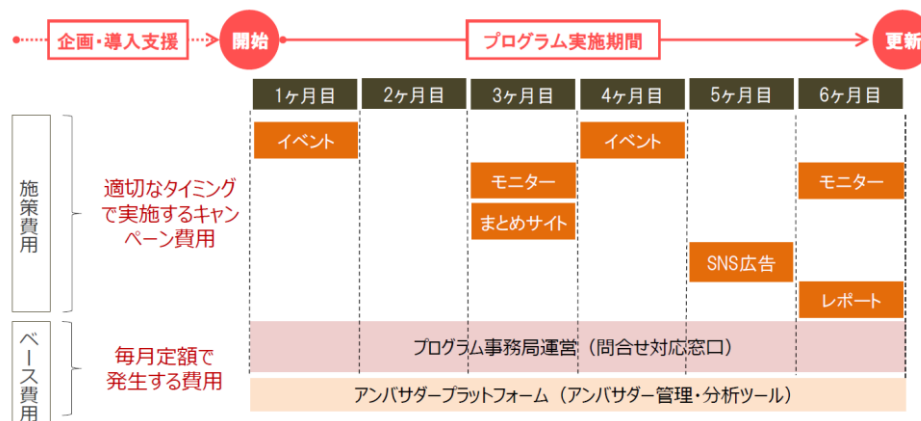 企画・導入支援
開始
プログラム実施期間
更新
1ヶ月目
2ヶ月目
3ヶ月目
4ヶ月目
5ヶ月目
6ヶ月目
施策費用
適切なタイミング
で実施するキャン
ペーン費用
イベント
イベント
モニター
モニター
まとめサイト
SNS広告
レポート
ベース費用
毎月定額で
発生する費用
プログラム事務局運営（問合せ対応窓口）
アンバサダープラットフォーム（アンバサダー管理・分析ツール）